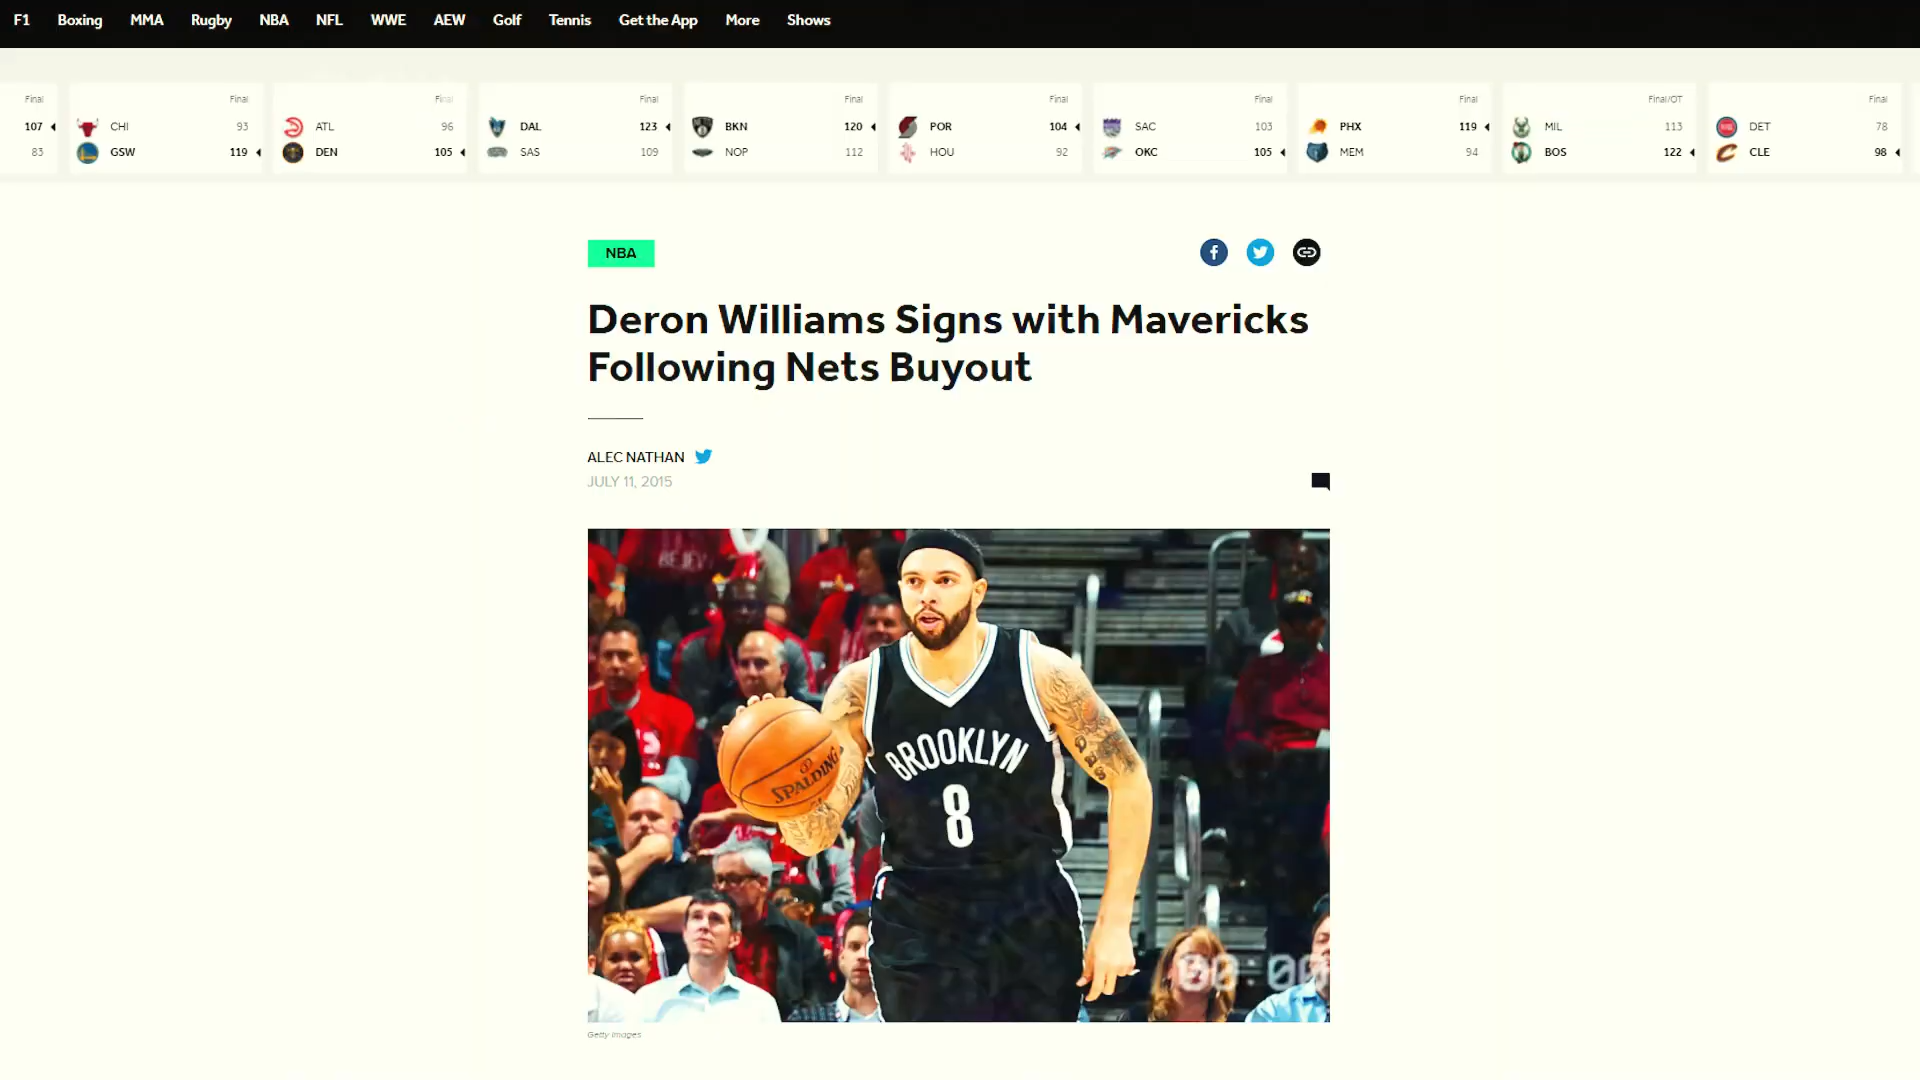 F1 Boxing MMA Rugby NBA NFL WWE AEW Golf Tennis Get the App More Shows
Final Final Final Final Final Final Final Final Final/OT Final
107 CHI 93 ATL 96 DAL 123 BKN 120 POR 104 SAC 103 PHX 119 MIL 113 DET 78
83 GSW 119 DEN 105 SAS 109 NOP 112 HOU 92 OKC 105 MEM 94 BOS 122 CLE 98
NBA
Deron Williams Signs with Mavericks
Following Nets Buyout
ALEC NATHAN
JULY 11, 2015
SPALDING
BROOKLYN
8
00:00
Getty Images